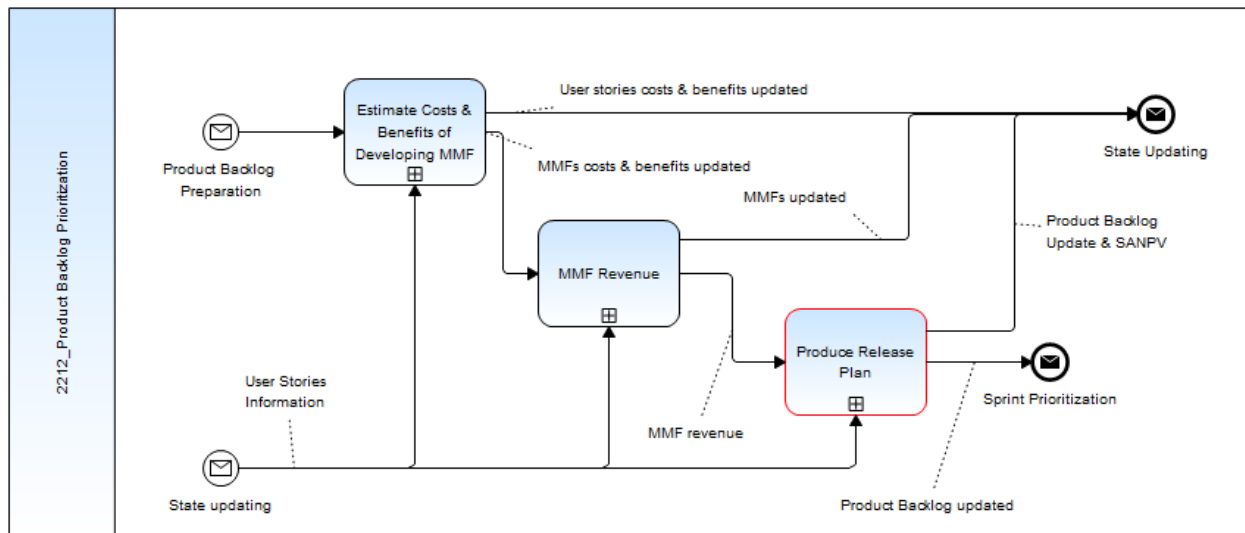 2212_Product Backlog Prioritization
User stories costs & benefits updated
Estimate Costs &
Benefits of
Developing MMF
Product Backlog
Preparation
MMFs costs & benefits updated
State Updating
MMFs updated
Product Backlog
Update & SANPV
MMF Revenue
Produce Release
Plan
User Stories
Information
Sprint Prioritization
MMF revenue
State updating
Product Backlog updated